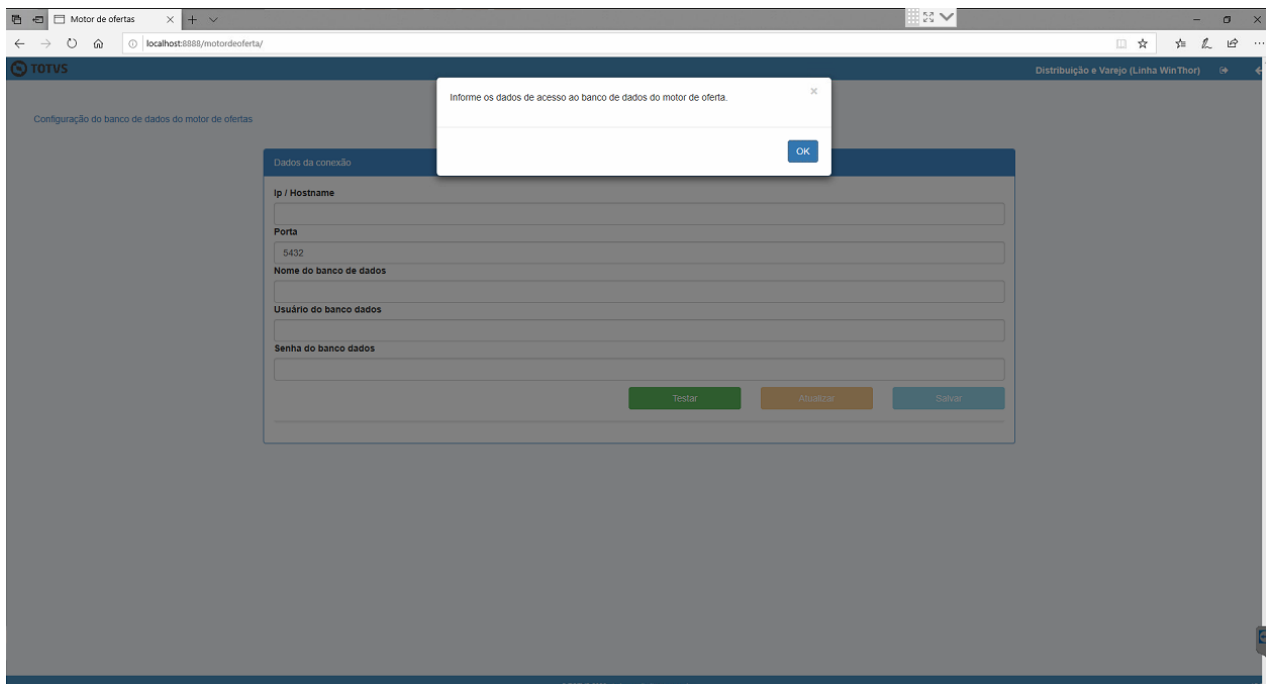 Motor de ofertas
localhost:8888/motordeoferta/
TOTVS
Distribuição e Varejo (Linha WinThor)
Informe os dados de acesso ao banco de dados do motor de oferta.
OK
Configuração do banco de dados do motor de ofertas
Dados da conexão
Ip / Hostname
Porta
5432
Nome do banco de dados
Usuário do banco dados
Senha do banco dados
Testar
Atualizar
Salvar